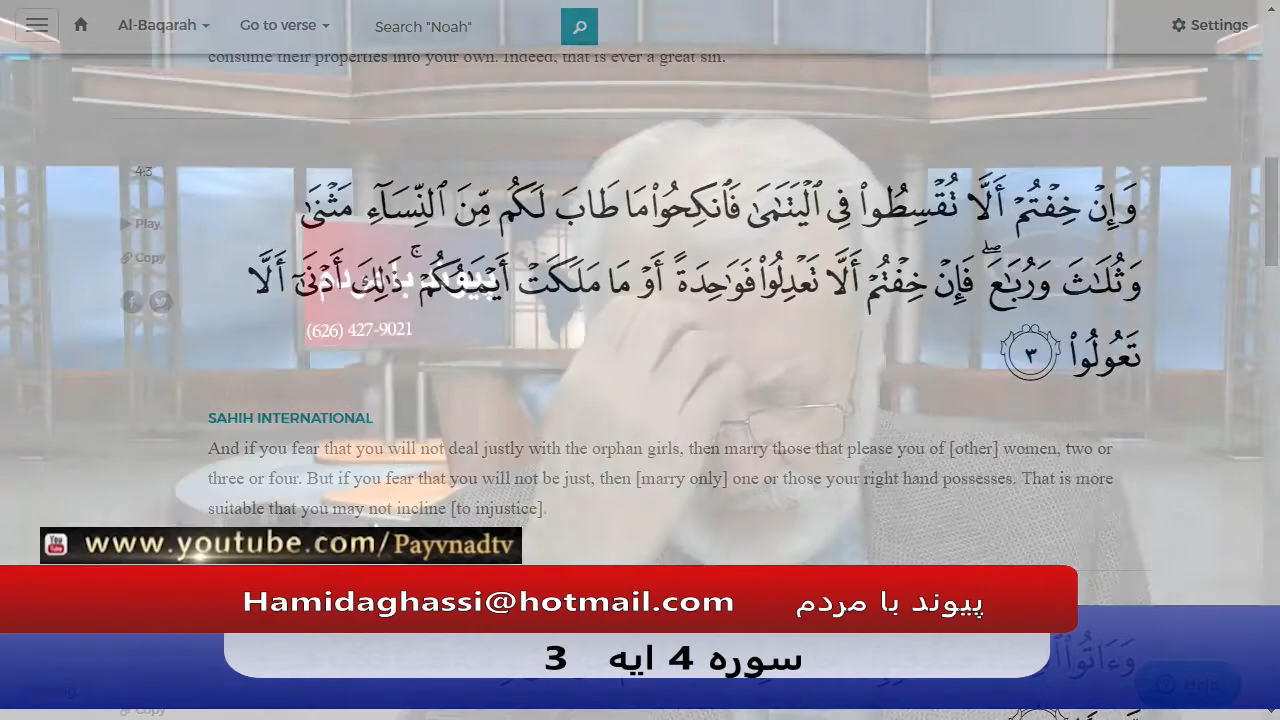 Al-Baqarah Go to verse Search "Noah" Settings
consume their properties into your own. Indeed, that is ever a great sin.
4:3
Play
Copy
وَإِنْ خِفْتُمْ أَلَّا تُقْسِطُوا۟ فِى ٱلْيَتَـٰمَىٰ فَٱنكِحُوا۟ مَا طَابَ لَكُم مِّنَ ٱلنِّسَآءِ مَثْنَىٰ
وَثُلَـٰثَ وَرُبَـٰعَ ۖ فَإِنْ خِفْتُمْ أَلَّا تَعْدِلُوا۟ فَوَٰحِدَةً أَوْ مَا مَلَكَتْ أَيْمَـٰنُكُمْ ۚ ذَٰلِكَ أَدْنَىٰٓ أَلَّا
تَعُولُوا۟ ٣
(626) 427-9021
SAHIH INTERNATIONAL
And if you fear that you will not deal justly with the orphan girls, then marry those that please you of [other] women, two or
three or four. But if you fear that you will not be just, then [marry only] one or those your right hand possesses. That is more
suitable that you may not incline [to injustice].
You Tube www.youtube.com/Payvnadtv
Hamidaghassi@hotmail.com پیوند با مردم
سوره 4 ایه 3
وَءَاتُوا۟
Help
Copy